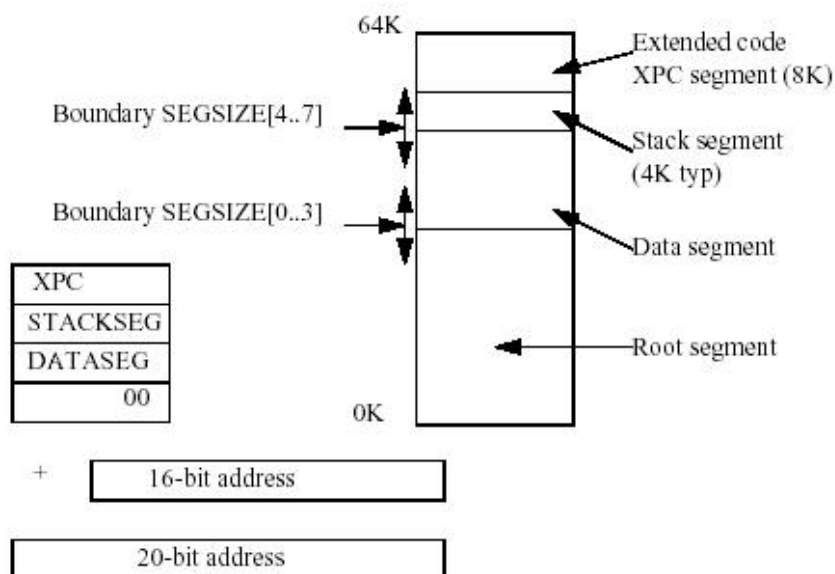 64K
Extended code
XPC segment (8K)
Boundary SEGSIZE[4..7]
Stack segment
(4K typ)
Boundary SEGSIZE[0..3]
Data segment
XPC
STACKSEG
DATASEG
00
Root segment
0K
+ 16-bit address
20-bit address